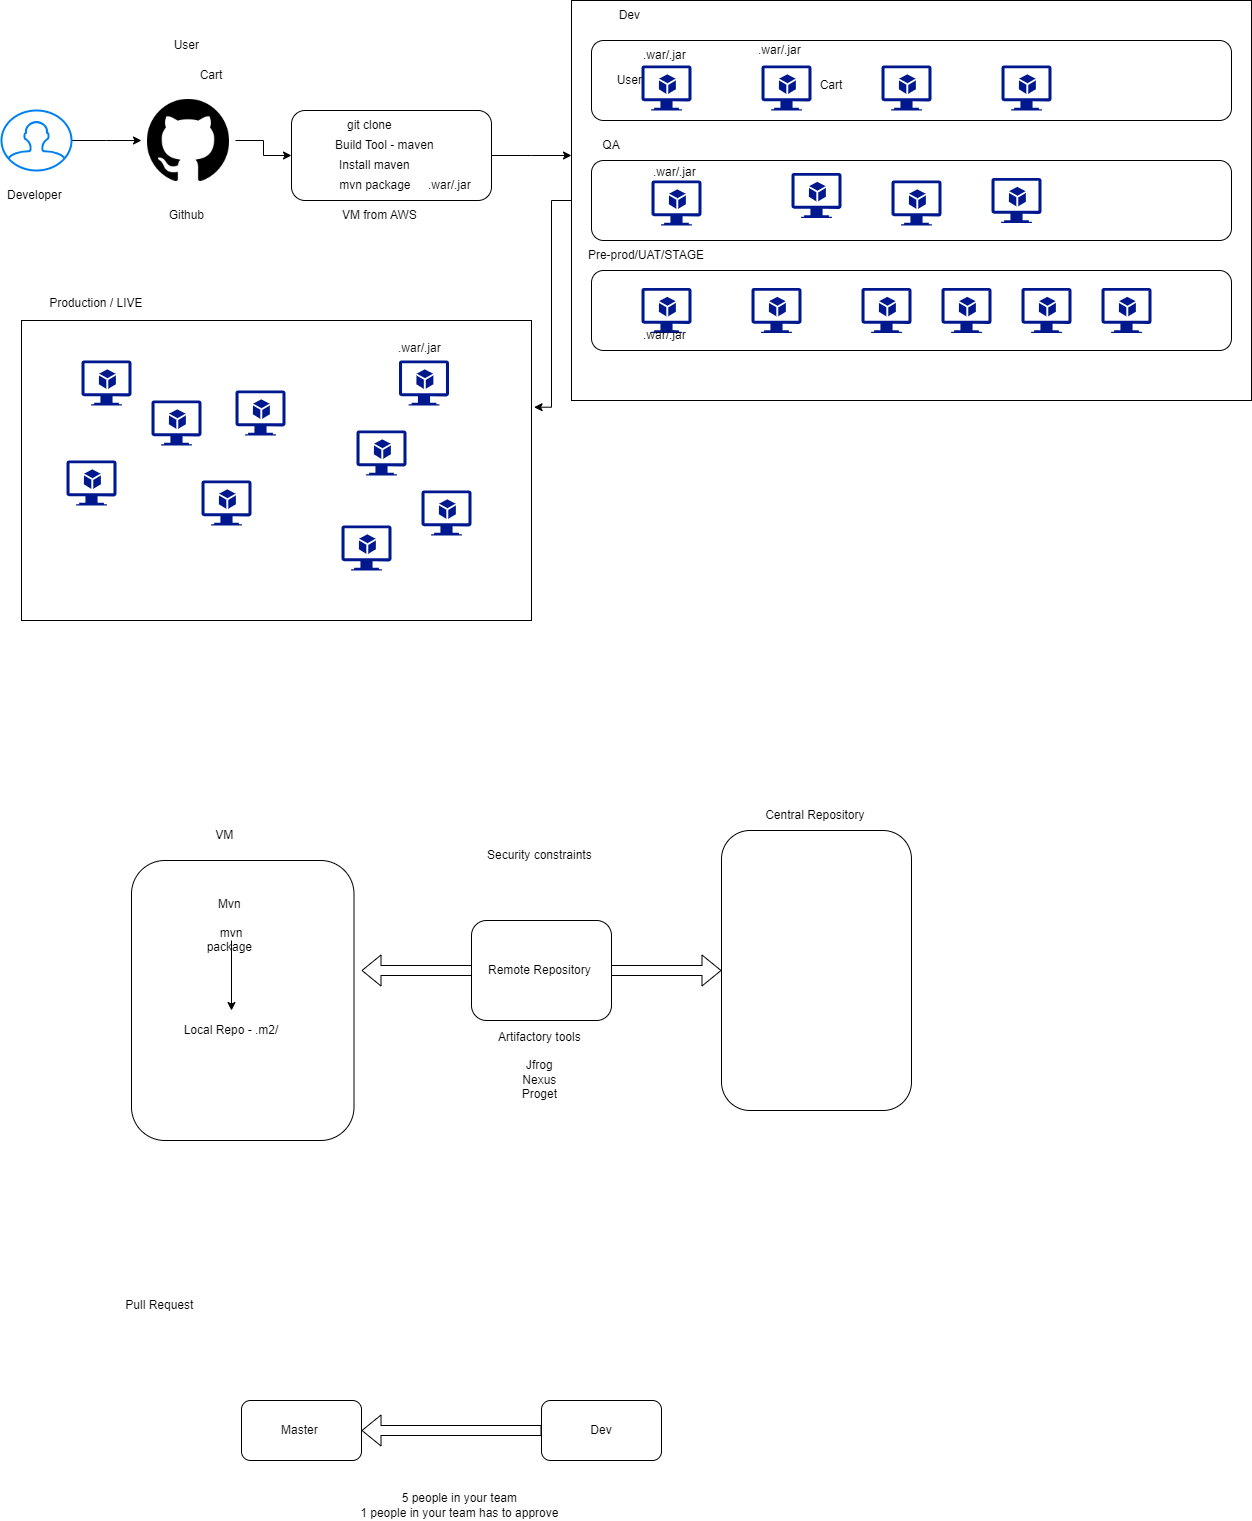 Dev
User
Cart
.war/.jar
.war/.jar
User
Cart
git clone
Build Tool - maven
Install maven
mvn package
.war/.jar
Developer
Github
VM from AWS
QA
.war/.jar
Pre-prod/UAT/STAGE
.war/.jar
Production / LIVE
.war/.jar
Central Repository
VM
Security constraints
Mvn
mvn
package
Remote Repository
Local Repo - .m2/
Artifactory tools
Jfrog
Nexus
Proget
Pull Request
Master
Dev
5 people in your team
1 people in your team has to approve